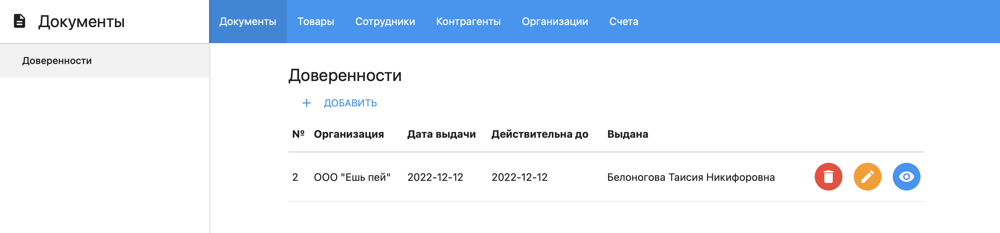 Документы
Документы Товары Сотрудники Контрагенты Организации Счета
Доверенности
Доверенности
ДОБАВИТЬ
№ Организация Дата выдачи Действительна до Выдана
2 ООО "Ешь пей" 2022-12-12 2022-12-12 Белоногова Таисия Никифоровна